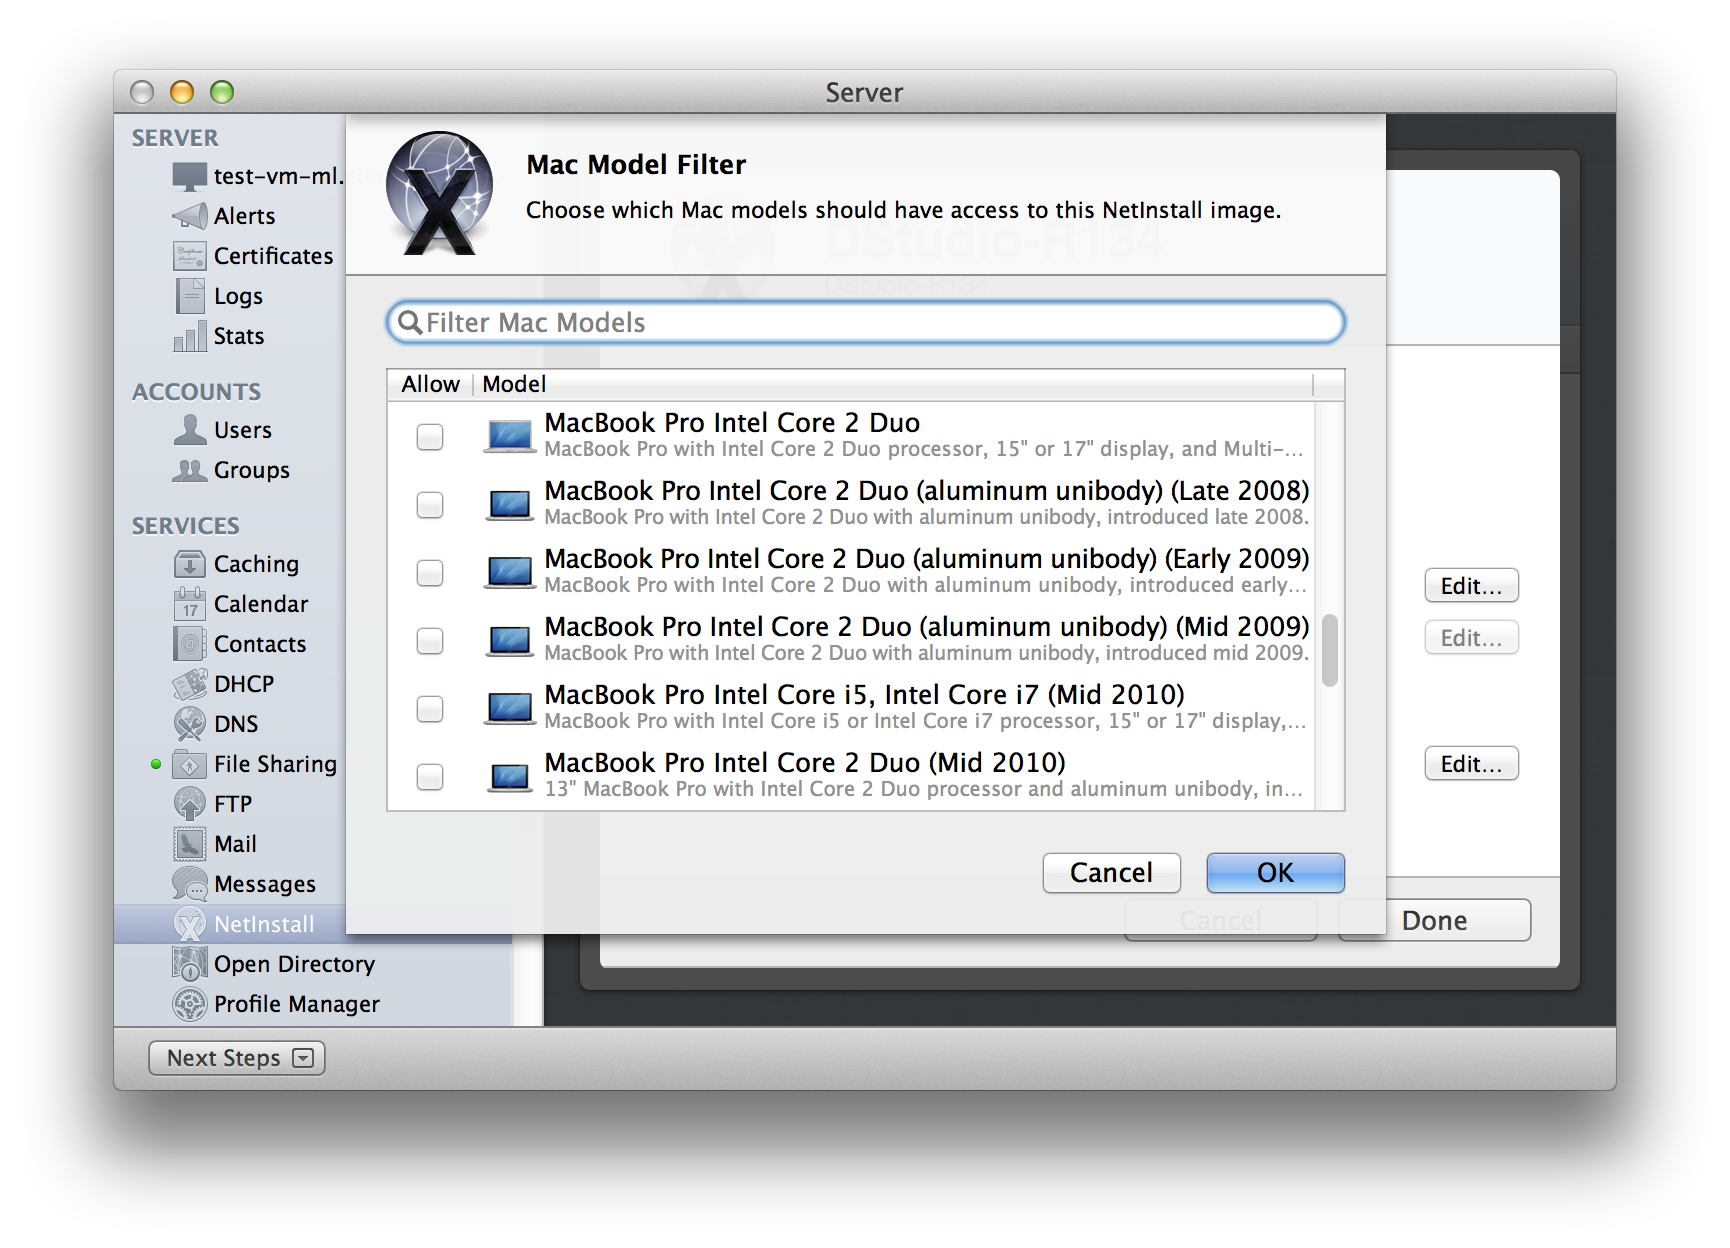 Server
SERVER
test-vm-ml.
Alerts
Certificates
Logs
Stats
ACCOUNTS
Users
Groups
SERVICES
Caching
17
Calendar
@
Contacts
DHCP
DNS
File Sharing
FTP
Mail
Messages
NetInstall
Open Directory
Profile Manager
Next Steps
Mac Model Filter
Choose which Mac models should have access to this NetInstall image.
DStudio-R134
DStudio-R134
Filter Mac Models
Allow Model
MacBook Pro Intel Core 2 Duo
MacBook Pro with Intel Core 2 Duo processor, 15" or 17" display, and Multi-...
MacBook Pro Intel Core 2 Duo (aluminum unibody) (Late 2008)
MacBook Pro with Intel Core 2 Duo with aluminum unibody, introduced late 2008.
MacBook Pro Intel Core 2 Duo (aluminum unibody) (Early 2009)
MacBook Pro with Intel Core 2 Duo with aluminum unibody, introduced early...
MacBook Pro Intel Core 2 Duo (aluminum unibody) (Mid 2009)
MacBook Pro with Intel Core 2 Duo with aluminum unibody, introduced mid 2009.
MacBook Pro Intel Core i5, Intel Core i7 (Mid 2010)
MacBook Pro with Intel Core i5 or Intel Core i7 processor, 15" or 17" display,...
MacBook Pro Intel Core 2 Duo (Mid 2010)
13" MacBook Pro with Intel Core 2 Duo processor and aluminum unibody, in...
Cancel OK
Edit...
Edit...
Edit...
Cancel Done